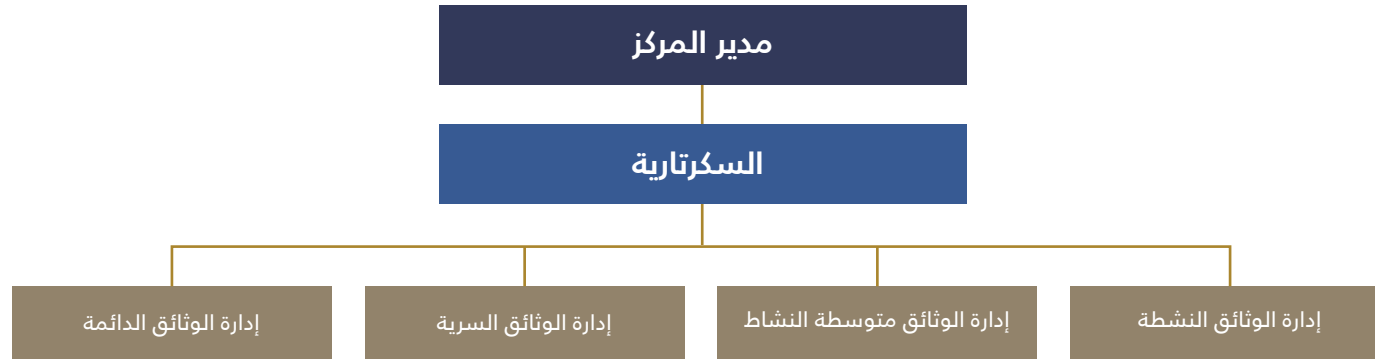 مدير المركز
السكرتارية
إدارة الوثائق النشطة
إدارة الوثائق متوسطة النشاط
إدارة الوثائق السرية
إدارة الوثائق الدائمة